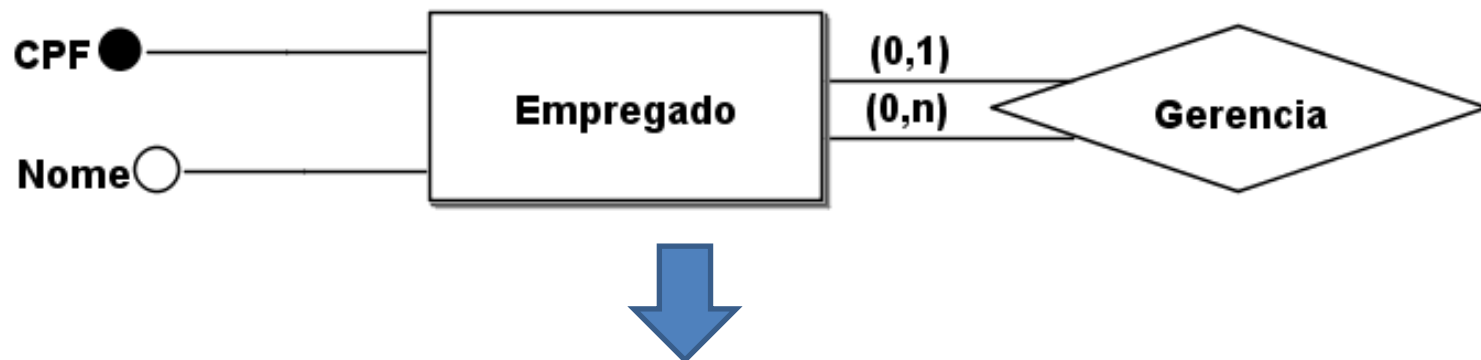 CPF
Nome
Empregado
(0,1)
(0,n)
Gerencia